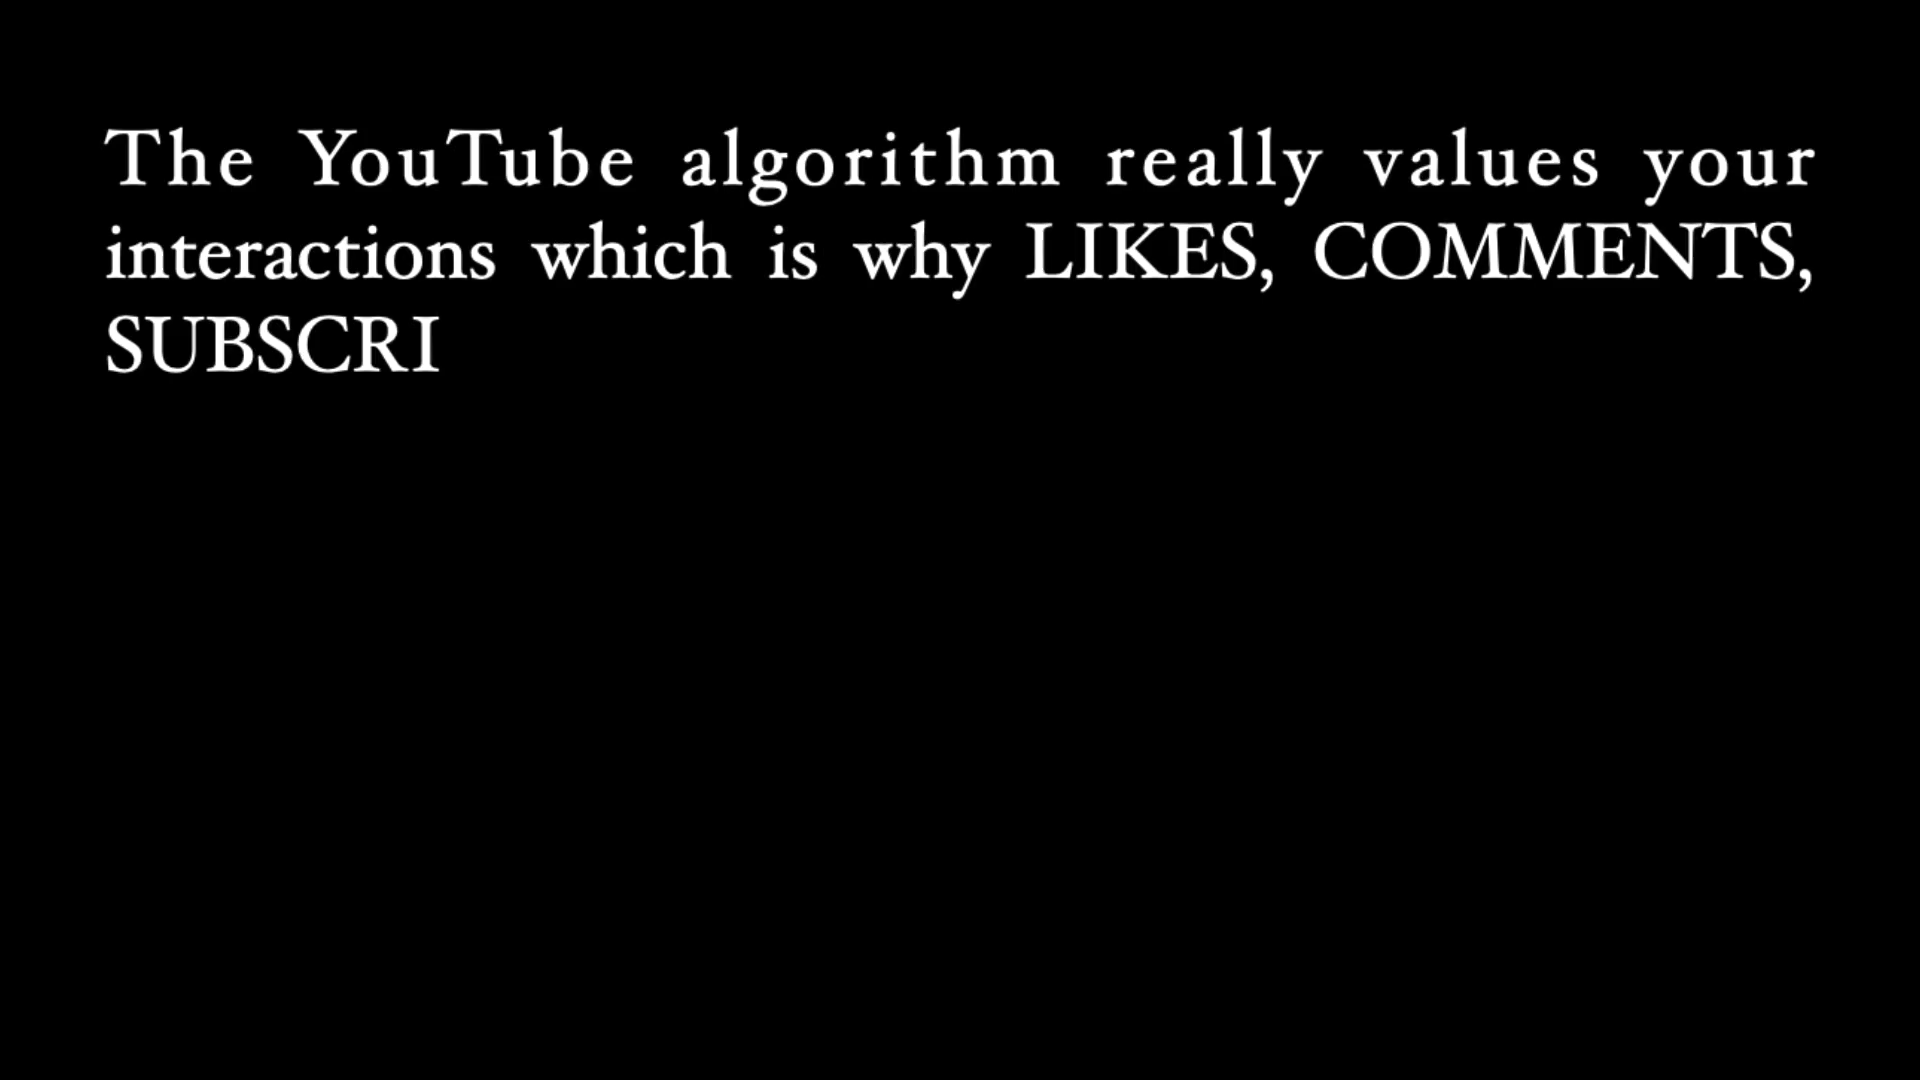 The YouTube algorithm really values your
interactions which is why LIKES, COMMENTS,
SUBSCRI